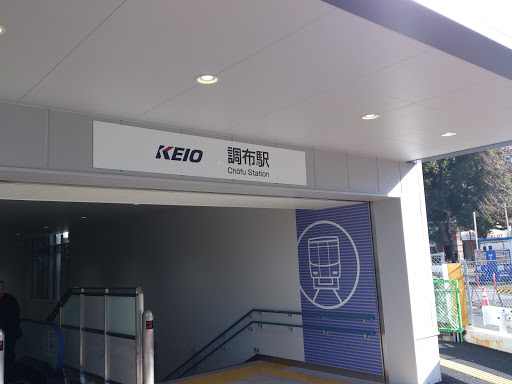 KEIO 調布駅
Chōfu Station